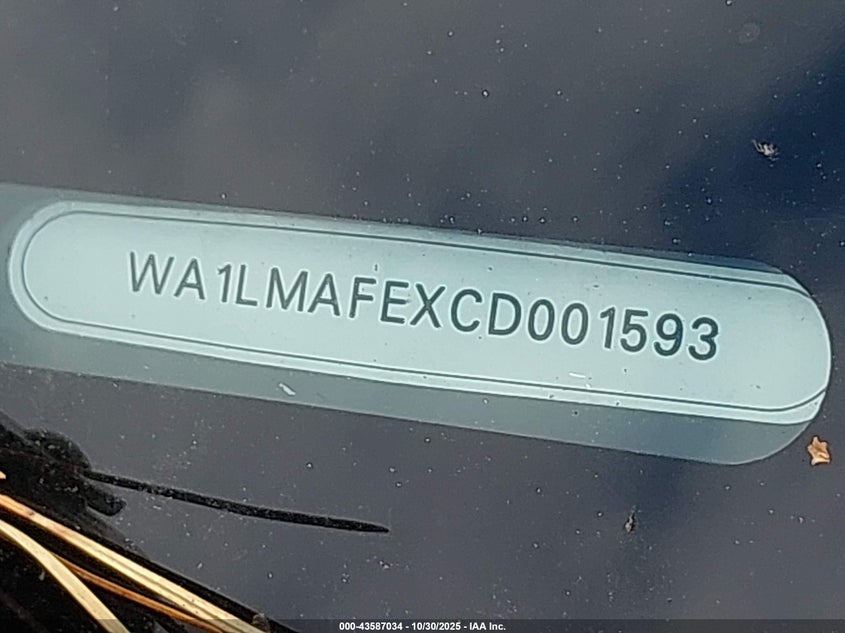 WA1LMAFEXCD001593
000-43587034 - 10/30/2025 - IAA Inc.